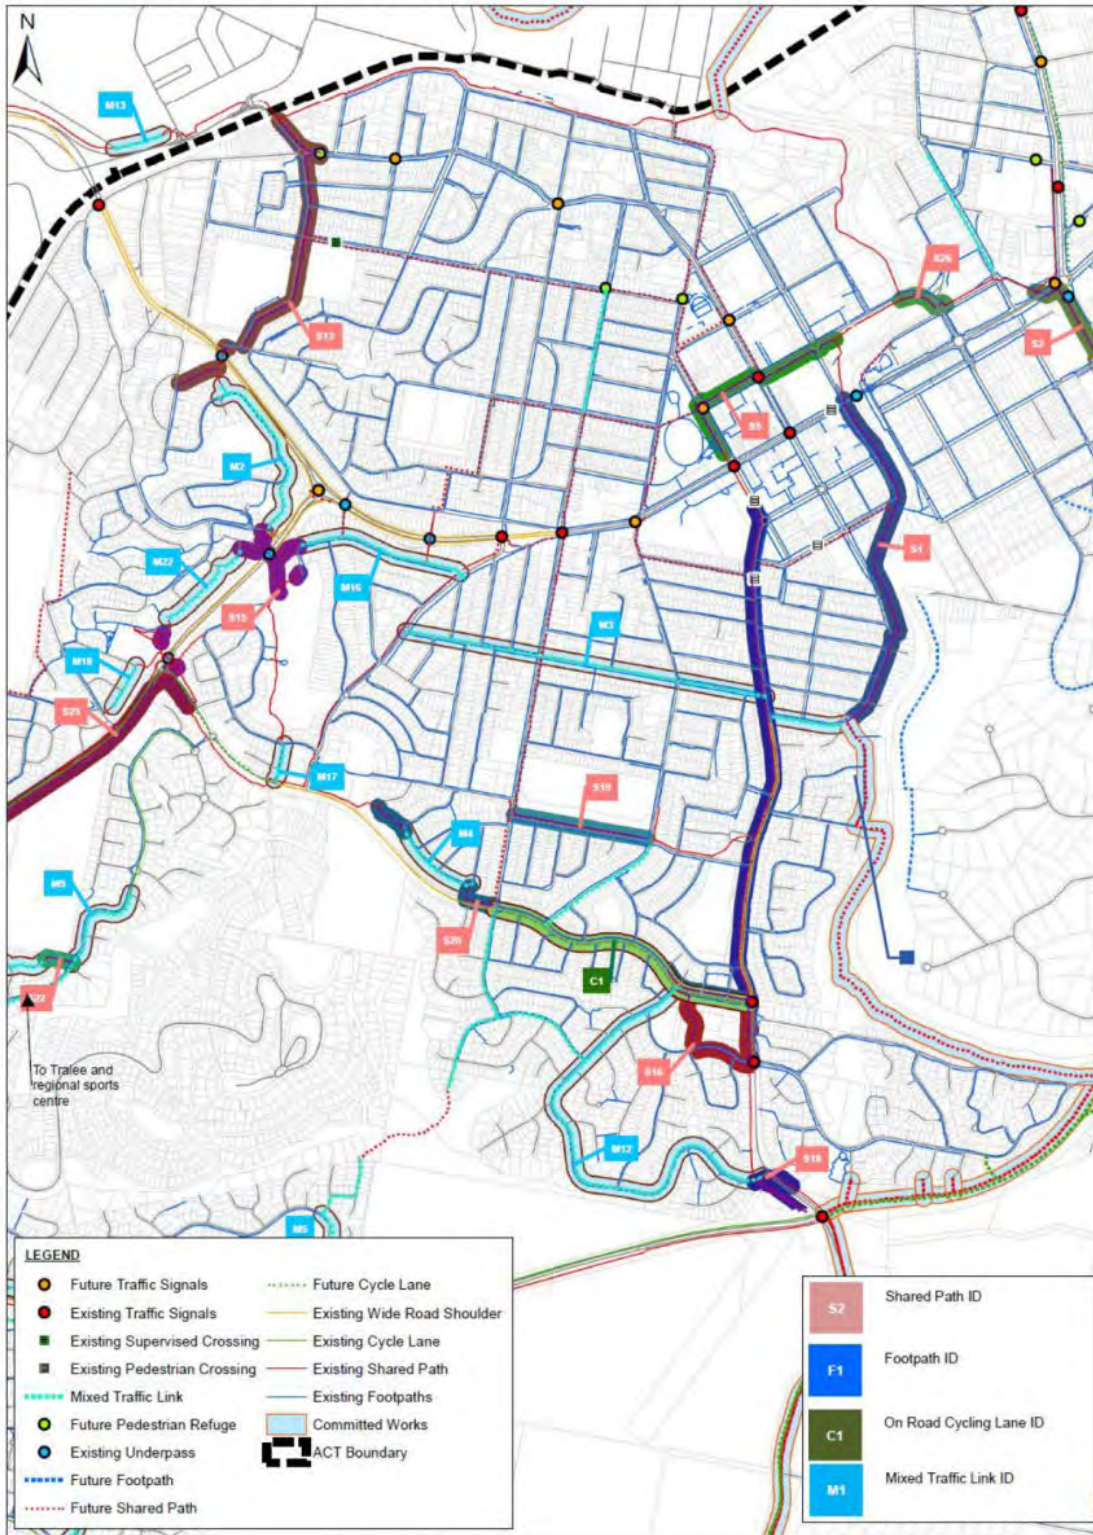 N
M13
S26
S13
S2
S5
M2
S1
M22
M16
S15
M3
M18
S21
M17
S19
M4
M5
S20
C1
S22
To Tralee and
regional sports
centre
S16
M12
S18
M6
LEGEND
Future Traffic Signals
Existing Traffic Signals
Existing Supervised Crossing
Existing Pedestrian Crossing
Mixed Traffic Link
Future Pedestrian Refuge
Existing Underpass
Future Footpath
Future Shared Path
Future Cycle Lane
Existing Wide Road Shoulder
Existing Cycle Lane
Existing Shared Path
Existing Footpaths
Committed Works
ACT Boundary
S2
Shared Path ID
F1
Footpath ID
C1
On Road Cycling Lane ID
M1
Mixed Traffic Link ID